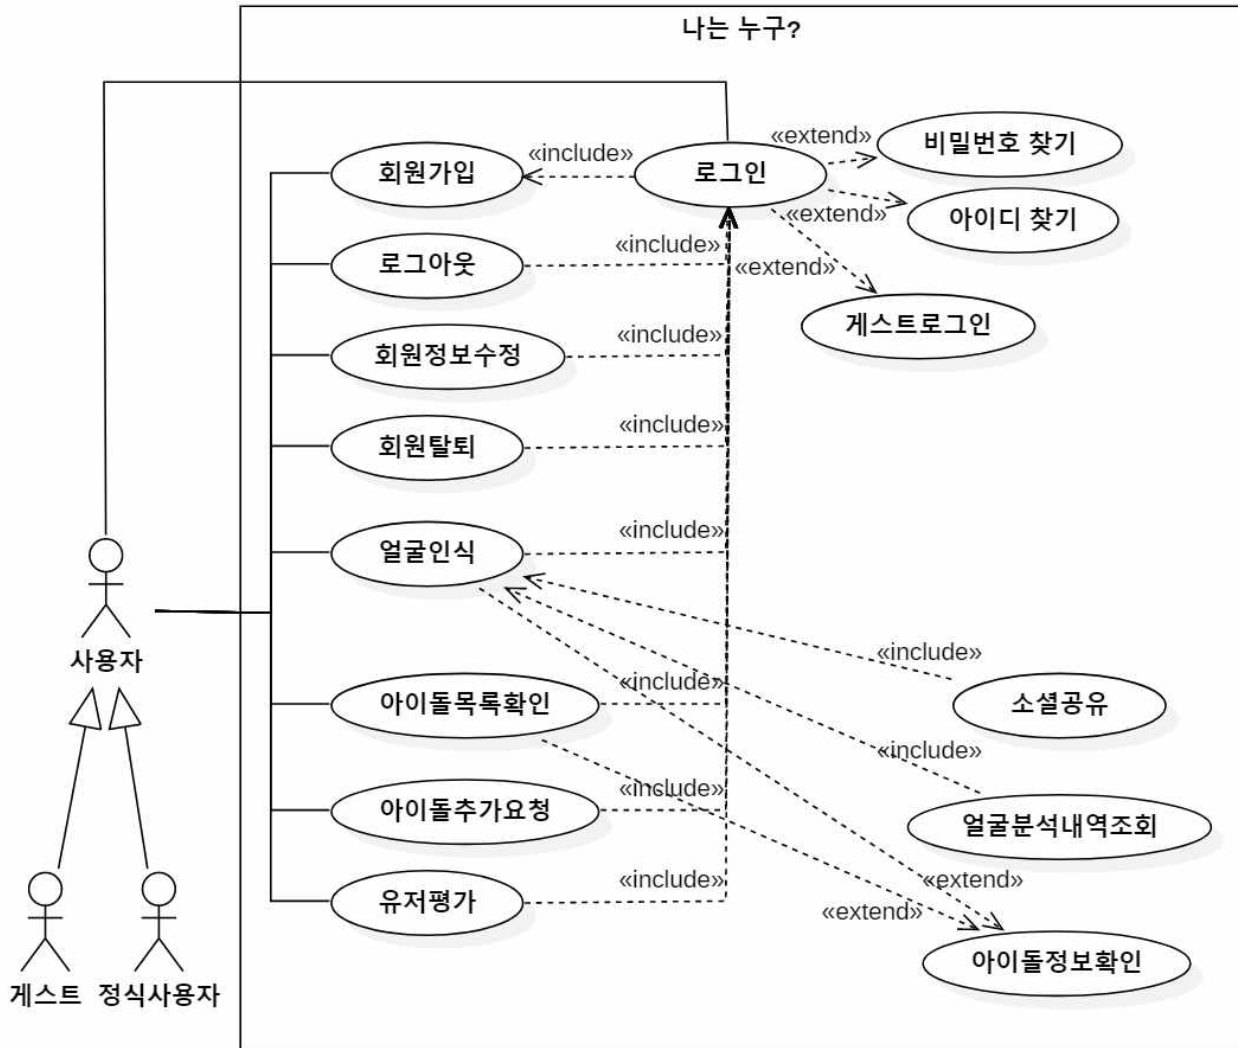 나는 누구?
회원가입
«include»
로그인
«extend»
비밀번호 찾기
«extend»
아이디 찾기
«extend»
게스트로그인
로그아웃
«include»
회원정보수정
«include»
회원탈퇴
«include»
얼굴인식
«include»
사용자
아이돌목록확인
«include»
«include»
소셜공유
«include»
얼굴분석내역조회
아이돌추가요청
«include»
유저평가
«include»
«extend»
«extend»
아이돌정보확인
게스트
정식사용자